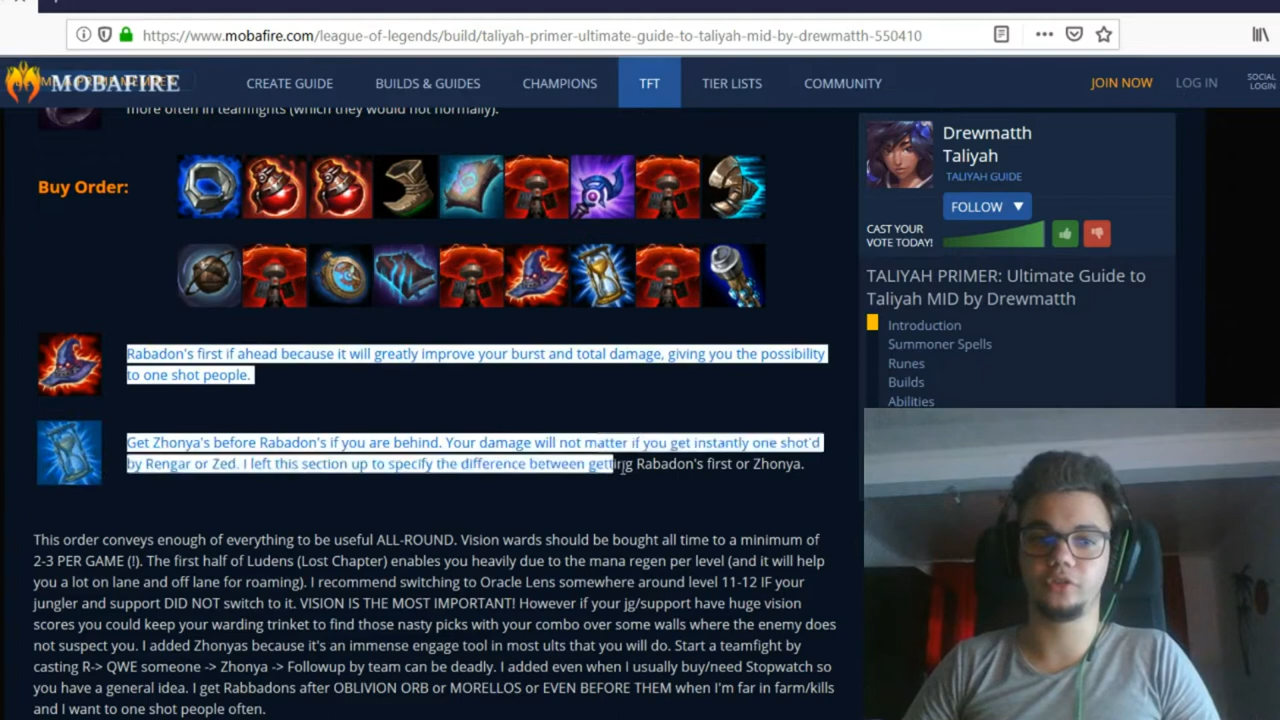 https://www.mobafire.com/league-of-legends/build/taliyah-primer-ultimate-guide-to-taliyah-mid-by-drewmatth-550410
MOBAFIRE
CREATE GUIDE
BUILDS & GUIDES
CHAMPIONS
TFT
TIER LISTS
COMMUNITY
JOIN NOW
LOG IN
SOCIAL
LOGIN
more often in teamfights (which they would not normally).
Buy Order:
Rabadon's first if ahead because it will greatly improve your burst and total damage, giving you the possibility
to one shot people.
Get Zhonya's before Rabadon's if you are behind. Your damage will not matter if you get instantly one shot'd
by Rengar or Zed. I left this section up to specify the difference between getting Rabadon's first or Zhonya.
This order conveys enough of everything to be useful ALL-ROUND. Vision wards should be bought all time to a minimum of
2-3 PER GAME (!). The first half of Ludens (Lost Chapter) enables you heavily due to the mana regen per level (and it will help
you a lot on lane and off lane for roaming). I recommend switching to Oracle Lens somewhere around level 11-12 IF your
jungler and support DID NOT switch to it. VISION IS THE MOST IMPORTANT! However if your jg/support have huge vision
scores you could keep your warding trinket to find those nasty picks with your combo over some walls where the enemy does
not suspect you. I added Zhonyas because it's an immense engage tool in most ults that you will do. Start a teamfight by
casting R-> QWE someone -> Zhonya -> Followup by team can be deadly. I added even when I usually buy/need Stopwatch so
you have a general idea. I get Rabbadons after OBLIVION ORB or MORELLOS or EVEN BEFORE THEM when I'm far in farm/kills
and I want to one shot people often.
Drewmatth
Taliyah
TALIYAH GUIDE
FOLLOW
CAST YOUR
VOTE TODAY!
TALIYAH PRIMER: Ultimate Guide to
Taliyah MID by Drewmatth
Introduction
Summoner Spells
Runes
Builds
Abilities